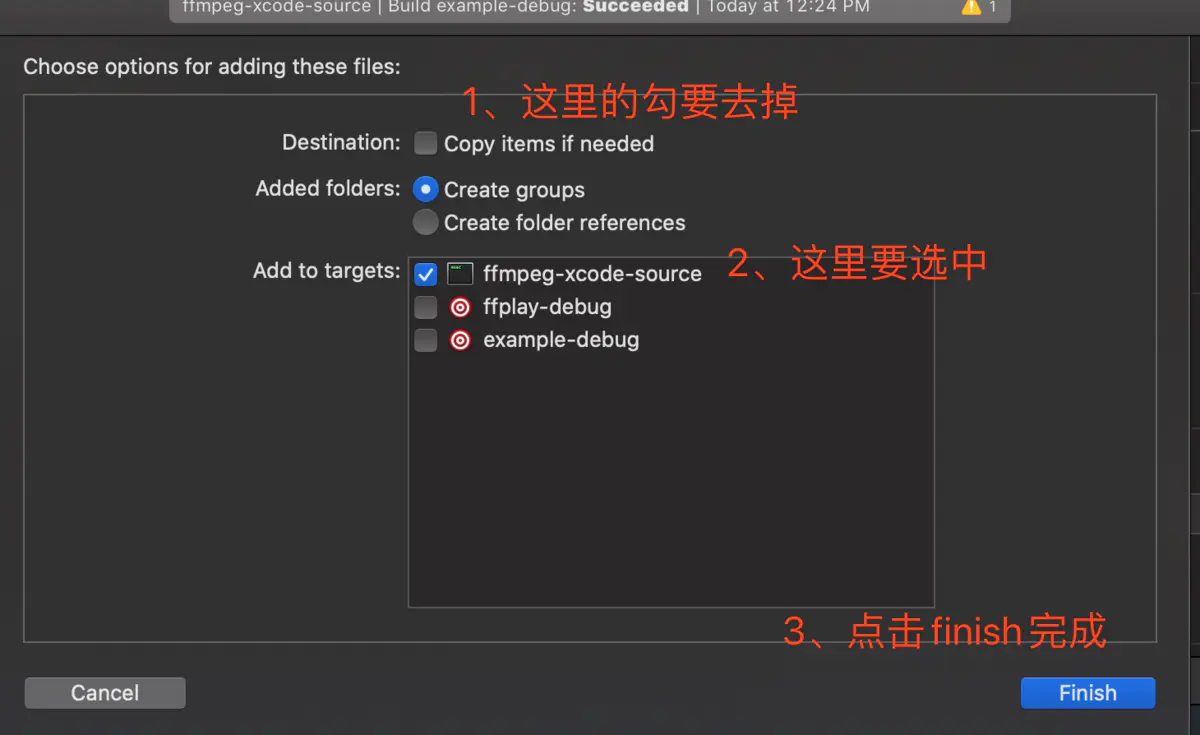 ffmpeg-xcode-source | Build example-debug: Succeeded | Today at 12:24 PM 1
Choose options for adding these files:
1、这里的勾要去掉
Destination: Copy items if needed
Added folders: Create groups
Create folder references
Add to targets: ffmpeg-xcode-source 2、这里要选中
ffplay-debug
example-debug
3、点击finish完成
Cancel Finish